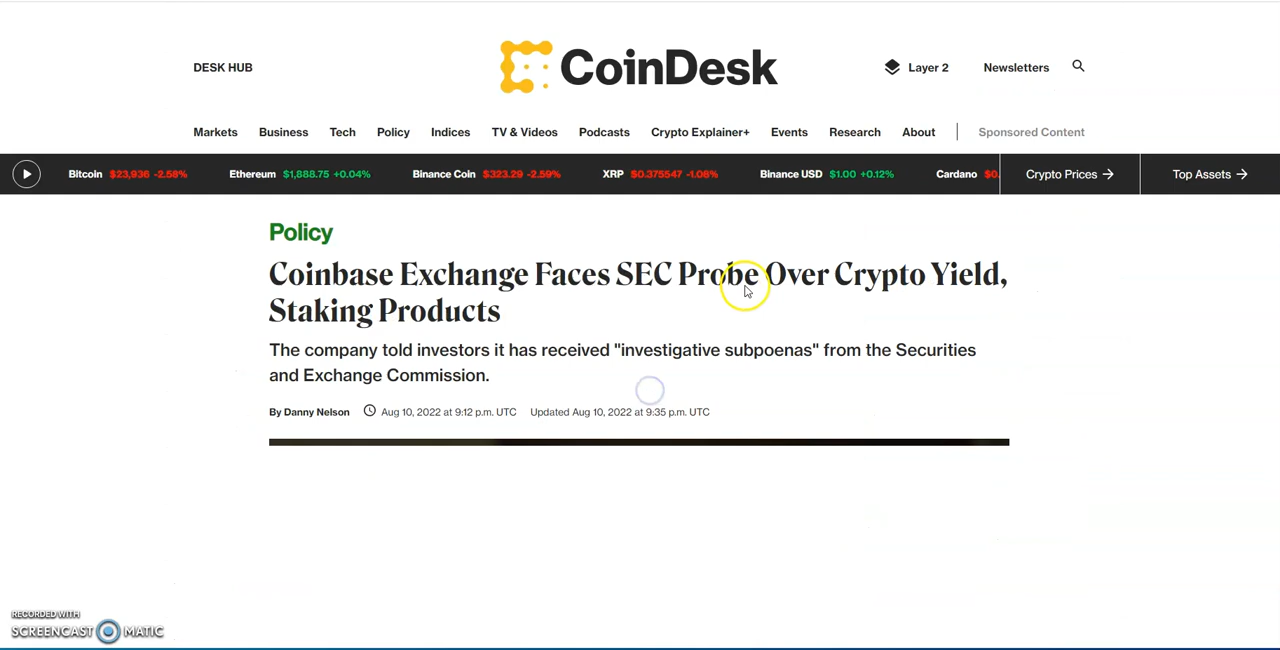 DESK HUB
CoinDesk
Layer 2
Newsletters
Markets Business Tech Policy Indices TV & Videos Podcasts Crypto Explainer+ Events Research About Sponsored Content
Bitcoin $23,936 -2.58% Ethereum $1,888.75 +0.04% Binance Coin $323.29 -2.59% XRP $0.375547 -1.06% Binance USD $1.00 +0.12% Cardano $0. Crypto Prices → Top Assets →
Policy
Coinbase Exchange Faces SEC Probe Over Crypto Yield,
Staking Products
The company told investors it has received "investigative subpoenas" from the Securities
and Exchange Commission.
By Danny Nelson Aug 10, 2022 at 9:12 p.m. UTC Updated Aug 10, 2022 at 9:35 p.m. UTC
RECORDED WITH
SCREENCAST MATIC